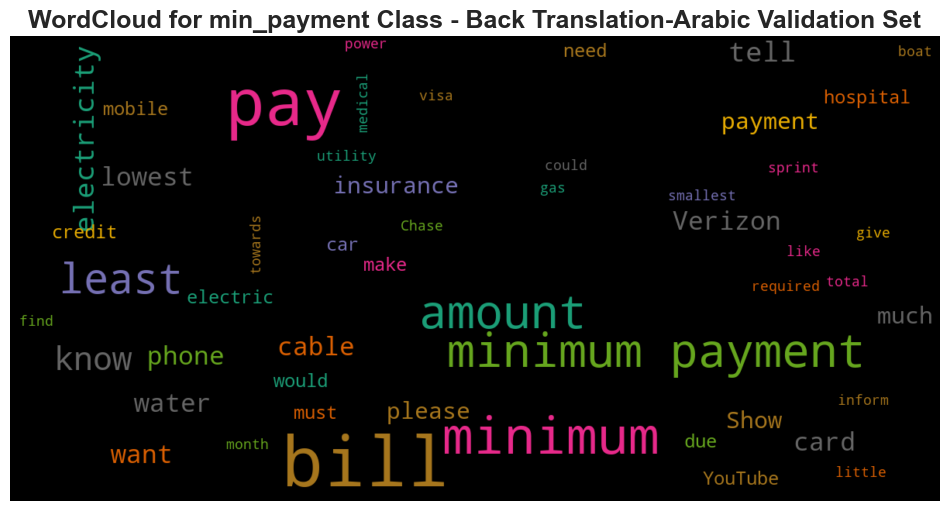 WordCloud for min_payment Class - Back Translation-Arabic Validation Set
power
need
tell
boat
electricity
mobile
pay
medical
visa
hospital
payment
utility
could
sprint
lowest
insurance
gas
smallest
Verizon
credit
towards
Chase
give
car
like
make
least
electric
required
total
find
amount
much
know
phone
cable
minimum payment
would
water
must
please
inform
Show
want
month
bill
minimum
due
card
YouTube
little